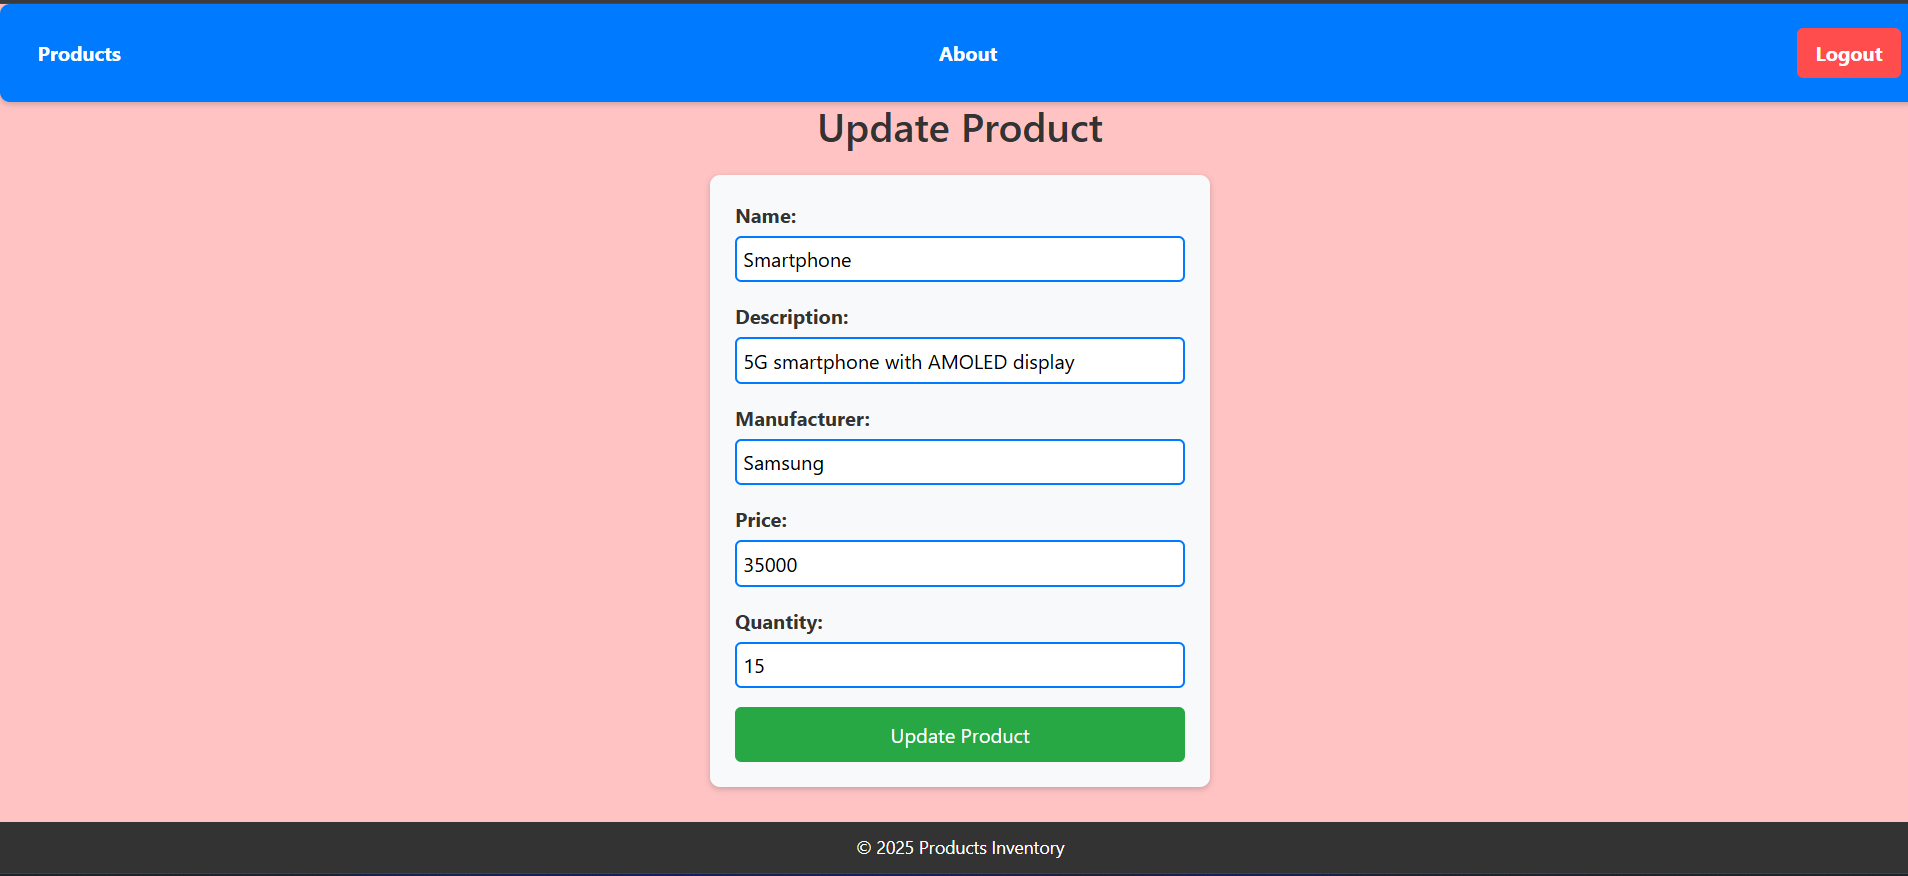 Products
About
Logout
Update Product
Name:
Smartphone
Description:
5G smartphone with AMOLED display
Manufacturer:
Samsung
Price:
35000
Quantity:
15
Update Product
© 2025 Products Inventory